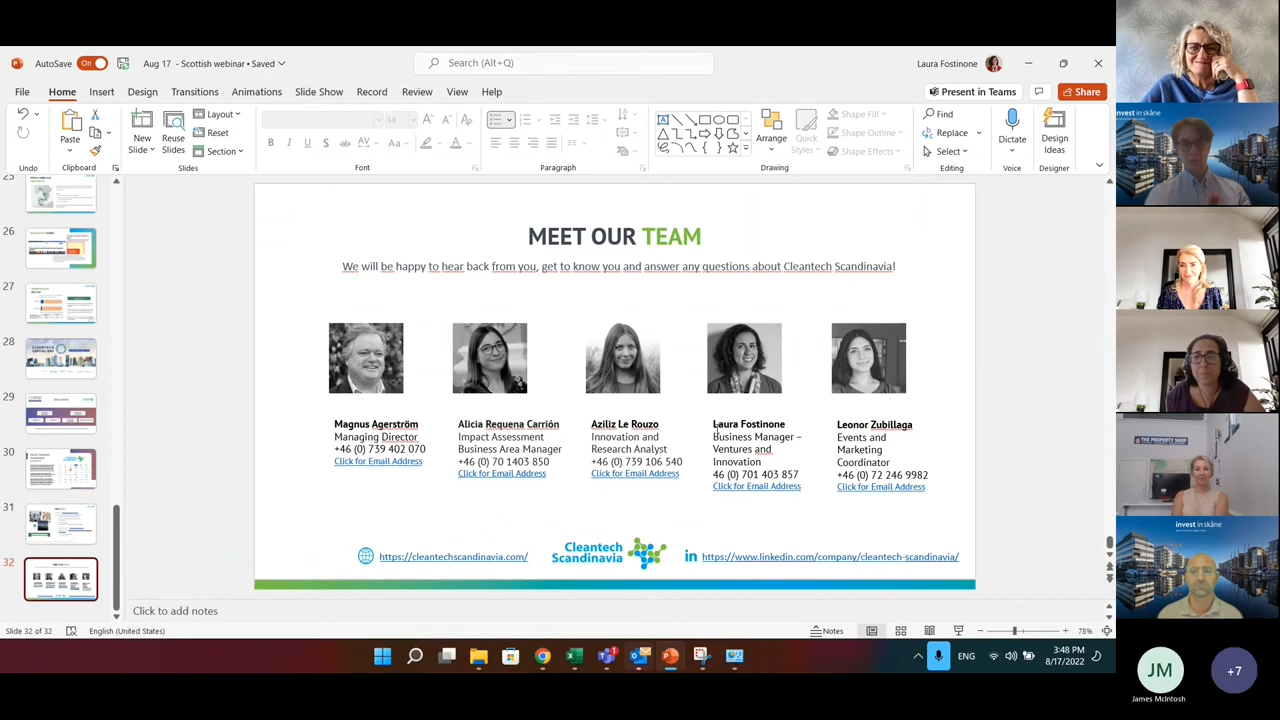 AutoSave
On
Aug 17 - Scottish webinar • Saved
Search (Alt+Q)
Laura Fostinone
File
Home
Insert
Design
Transitions
Animations
Slide Show
Record
Review
View
Help
Present in Teams
Share
Paste
New
Slide
Reuse
Slides
Layout
Reset
Section
14
Aa
Arrange
Quick
Styles
Shape Fill
Shape Outline
Shape Effects
Find
Replace
Select
Dictate
Design
Ideas
Undo
Clipboard
Slides
Font
Paragraph
Drawing
Editing
Voice
Designer
26
27
28
29
30
31
32
MEET OUR TEAM
We will be happy to hear back from you, get to know you and answer any questions about Cleantech Scandinavia!
Magnus Agerström
Managing Director
+46 (0) 739 402 070
Click for Email Address
Alicia Requena Carrión
Impact Assessment
Business Area Manager
+46 (0) 70 1403 850
Click for Email Address
Aziliz Le Rouzo
Innovation and
Research Analyst
+46 (0) 739 106 540
Click for Email Address
Laura Fostinone
Business Manager –
Ventures and
Innovation
46 (0) 701 403 857
Click for Email Address
Leonor Zubillaga
Events and
Marketing
Coordinator
+46 (0) 72 246 9982
Click for Email Address
https://cleantechscandinavia.com/
Cleantech
Scandinavia
in
https://www.linkedin.com/company/cleantech-scandinavia/
Click to add notes
Slide 32 of 32
English (United States)
Notes
78%
ENG
3:48 PM
8/17/2022
invest in skåne
THE PROPERTY SHOP
invest in skåne
JM
James McIntosh
+7